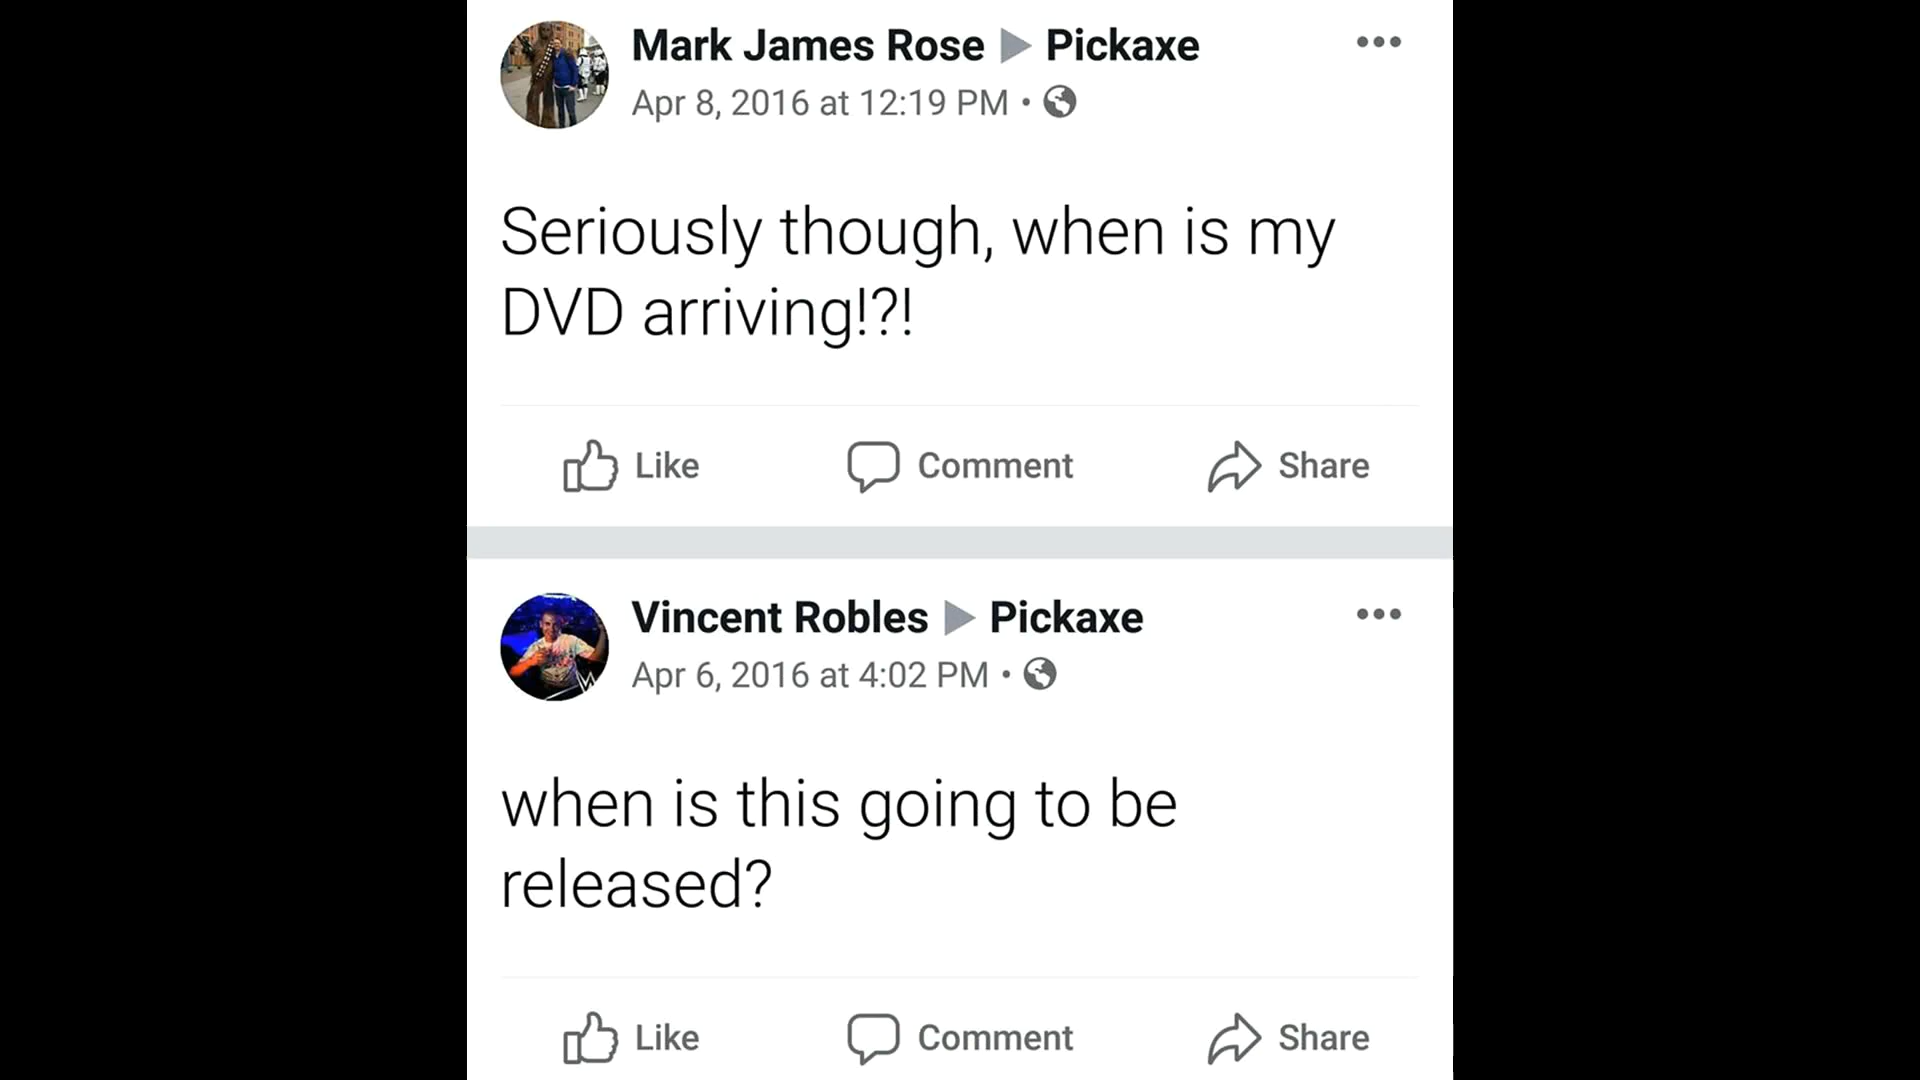 Mark James Rose ▶ Pickaxe
Apr 8, 2016 at 12:19 PM •
Seriously though, when is my
DVD arriving!?!
Like Comment Share
Vincent Robles ▶ Pickaxe
Apr 6, 2016 at 4:02 PM •
when is this going to be
released?
Like Comment Share